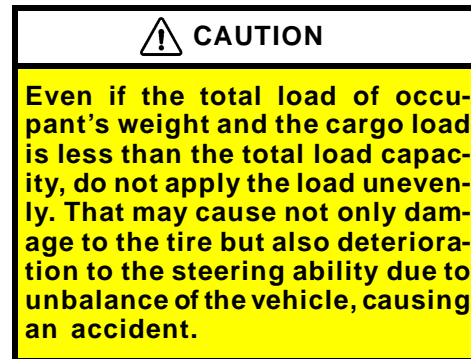 CAUTION
Even if the total load of occu-
pant’s weight and the cargo load
is less than the total load capac-
ity, do not apply the load uneven-
ly. That may cause not only dam-
age to the tire but also deteriora-
tion to the steering ability due to
unbalance of the vehicle, causing
an accident.